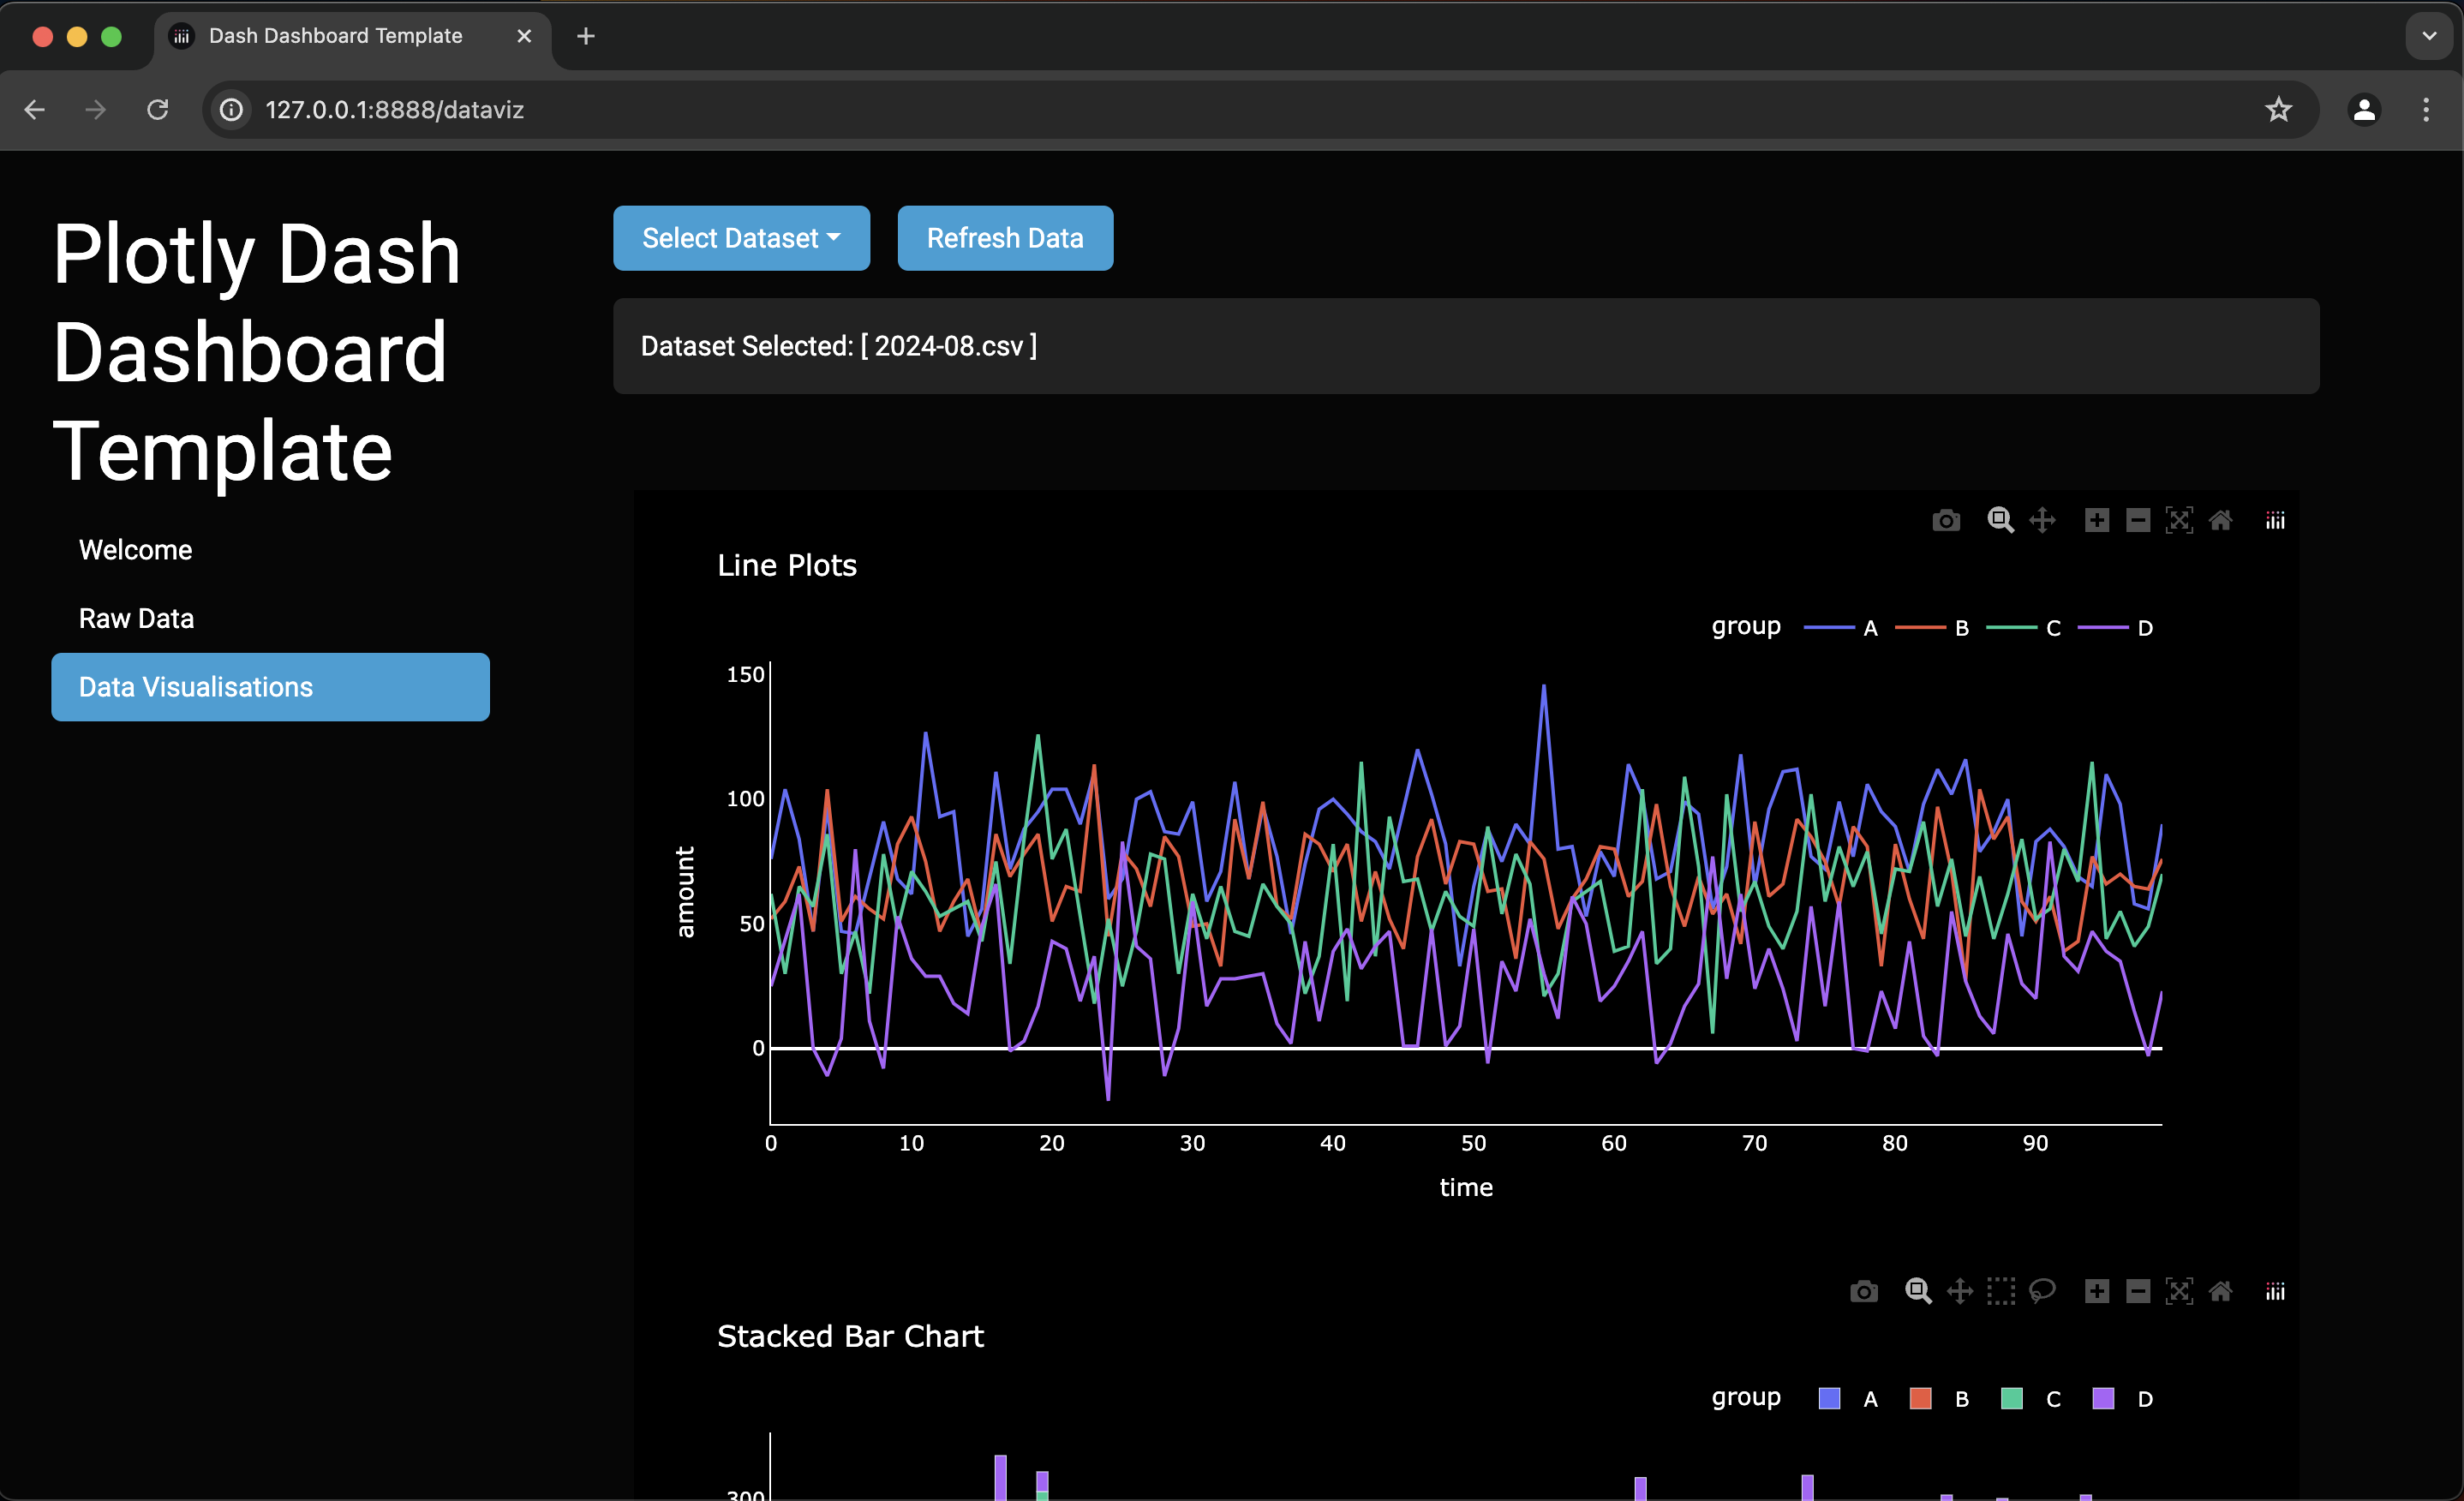 Dash Dashboard Template
127.0.0.1:8888/dataviz
Plotly Dash
Dashboard
Template
Welcome
Raw Data
Data Visualisations
Select Dataset
Refresh Data
Dataset Selected: [ 2024-08.csv ]
Line Plots
group A B C D
150
100
50
0
amount
0 10 20 30 40 50 60 70 80 90
time
Stacked Bar Chart
group A B C D
300